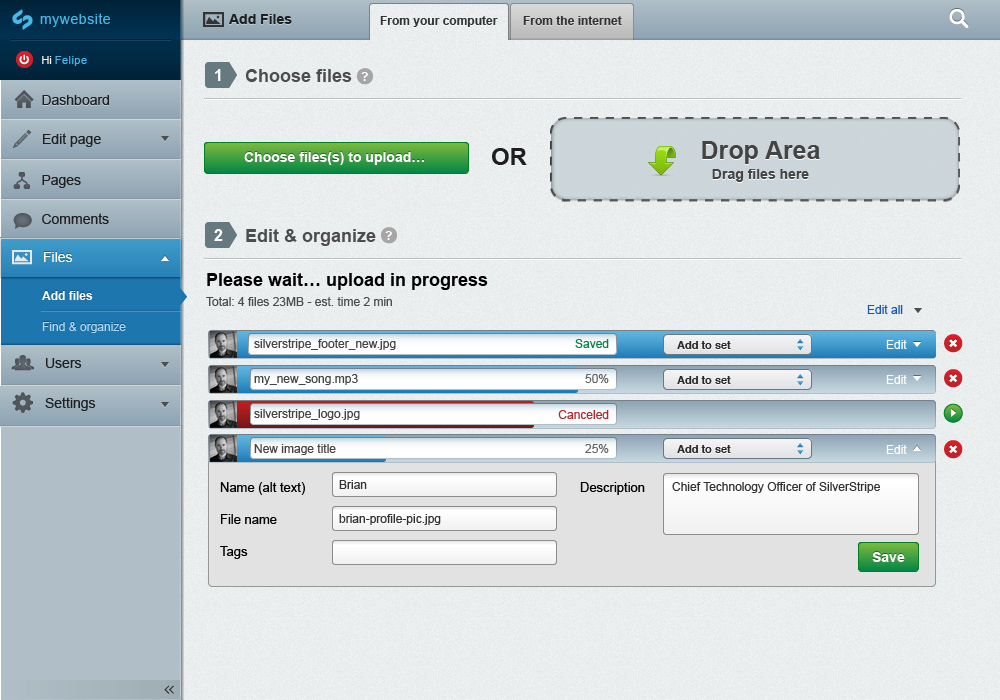 mywebsite
Hi Felipe
Dashboard
Edit page
Pages
Comments
Files
Add files
Find & organize
Users
Settings
«
Add Files
From your computer
From the internet
1 Choose files ?
Choose files(s) to upload...
OR
Drop Area
Drag files here
2 Edit & organize ?
Please wait... upload in progress
Total: 4 files 23MB - est. time 2 min
Edit all
silverstripe_footer_new.jpg Saved Add to set Edit
my_new_song.mp3 50% Add to set Edit
silverstripe_logo.jpg Canceled
New image title 25% Add to set Edit
Name (alt text) Brian
Description Chief Technology Officer of SilverStripe
File name brian-profile-pic.jpg
Tags
Save